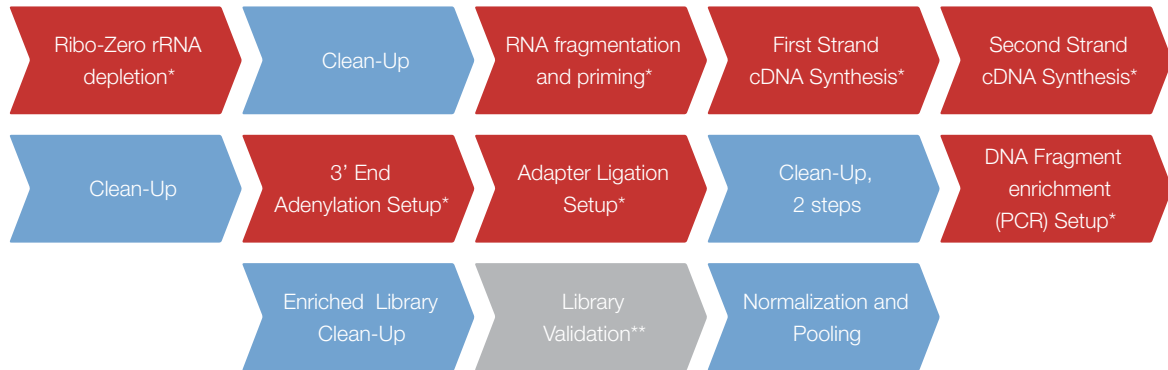 Ribo-Zero rRNA
depletion*
Clean-Up
RNA fragmentation
and priming*
First Strand
cDNA Synthesis*
Second Strand
cDNA Synthesis*
Clean-Up
3’ End
Adenylation Setup*
Adapter Ligation
Setup*
Clean-Up,
2 steps
DNA Fragment
enrichment
(PCR) Setup*
Enriched Library
Clean-Up
Library
Validation**
Normalization and
Pooling